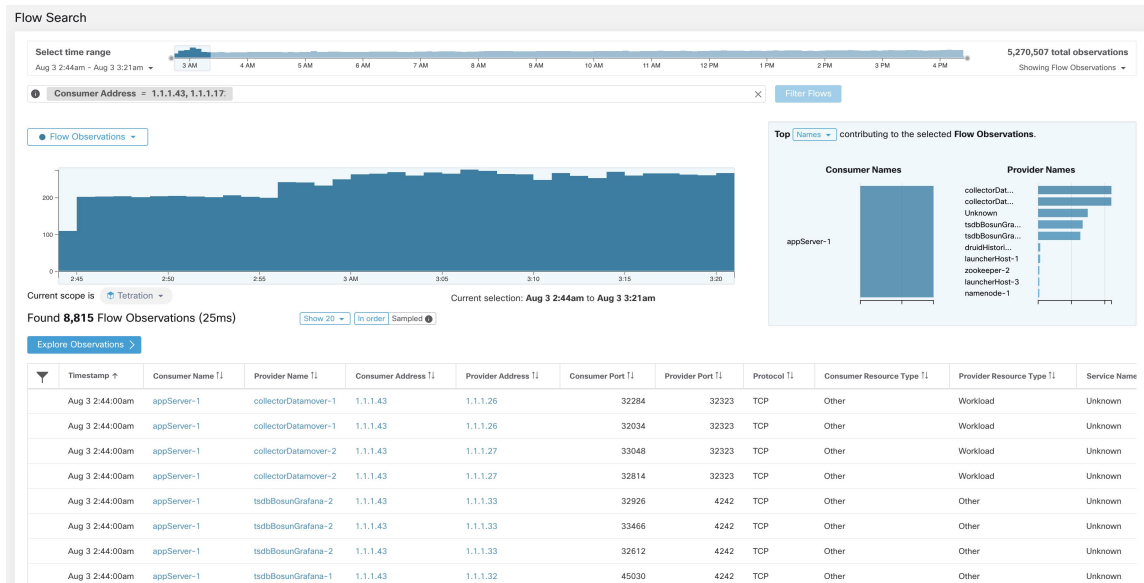 Flow Search
Select time range
Aug 3 2:44am - Aug 3 3:21am
3 AM 4 AM 5 AM 6 AM 7 AM 8 AM 9 AM 10 AM 11 AM 12 PM 1 PM 2 PM 3 PM 4 PM
5,270,507 total observations
Showing Flow Observations
Consumer Address = 1.1.1.43, 1.1.1.17
Filter Flows
Flow Observations
200
100
0
2:45 2:50 2:55 3 AM 3:05 3:10 3:15 3:20
Top Names contributing to the selected Flow Observations.
Consumer Names
appServer-1
Provider Names
collectorDat...
collectorDat...
Unknown
tsdbBosunGra...
tsdbBosunGra...
druidHistori...
launcherHost-1
zookeeper-2
launcherHost-3
namenode-1
Current scope is Tetration
Current selection: Aug 3 2:44am to Aug 3 3:21am
Found 8,815 Flow Observations (25ms)
Show 20 In order Sampled
Explore Observations
Timestamp Consumer Name Provider Name Consumer Address Provider Address Consumer Port Provider Port Protocol Consumer Resource Type Provider Resource Type Service Name
Aug 3 2:44:00am appServer-1 collectorDatamover-1 1.1.1.43 1.1.1.26 32284 32323 TCP Other Workload Unknown
Aug 3 2:44:00am appServer-1 collectorDatamover-1 1.1.1.43 1.1.1.26 32034 32323 TCP Other Workload Unknown
Aug 3 2:44:00am appServer-1 collectorDatamover-2 1.1.1.43 1.1.1.27 33048 32323 TCP Other Workload Unknown
Aug 3 2:44:00am appServer-1 collectorDatamover-2 1.1.1.43 1.1.1.27 32814 32323 TCP Other Workload Unknown
Aug 3 2:44:00am appServer-1 tsdbBosunGrafana-2 1.1.1.43 1.1.1.33 32926 4242 TCP Other Other Unknown
Aug 3 2:44:00am appServer-1 tsdbBosunGrafana-2 1.1.1.43 1.1.1.33 33466 4242 TCP Other Other Unknown
Aug 3 2:44:00am appServer-1 tsdbBosunGrafana-2 1.1.1.43 1.1.1.33 32612 4242 TCP Other Other Unknown
Aug 3 2:44:00am appServer-1 tsdbBosunGrafana-1 1.1.1.43 1.1.1.32 45030 4242 TCP Other Other Unknown